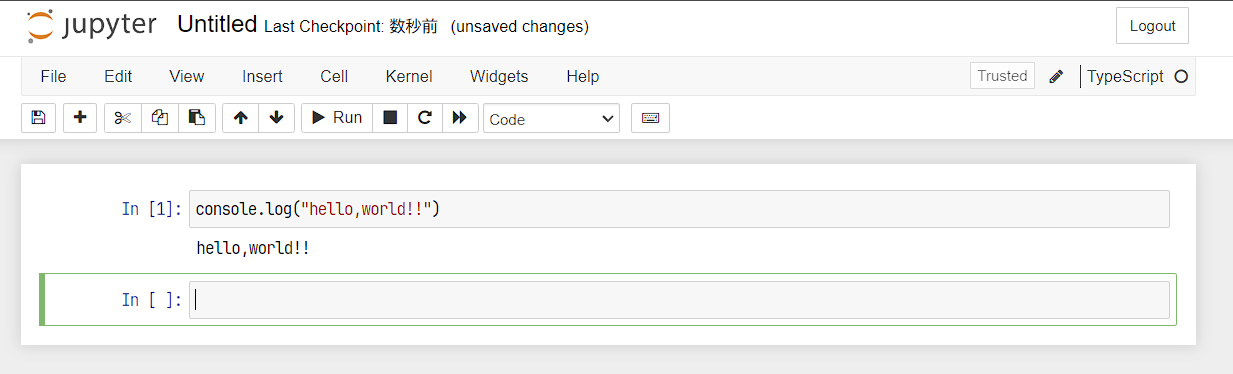 jupyter Untitled Last Checkpoint: 数秒前 (unsaved changes) Logout
File Edit View Insert Cell Kernel Widgets Help Trusted TypeScript
Run Code
In [1]: console.log("hello,world!!")
hello,world!!
In [ ]: